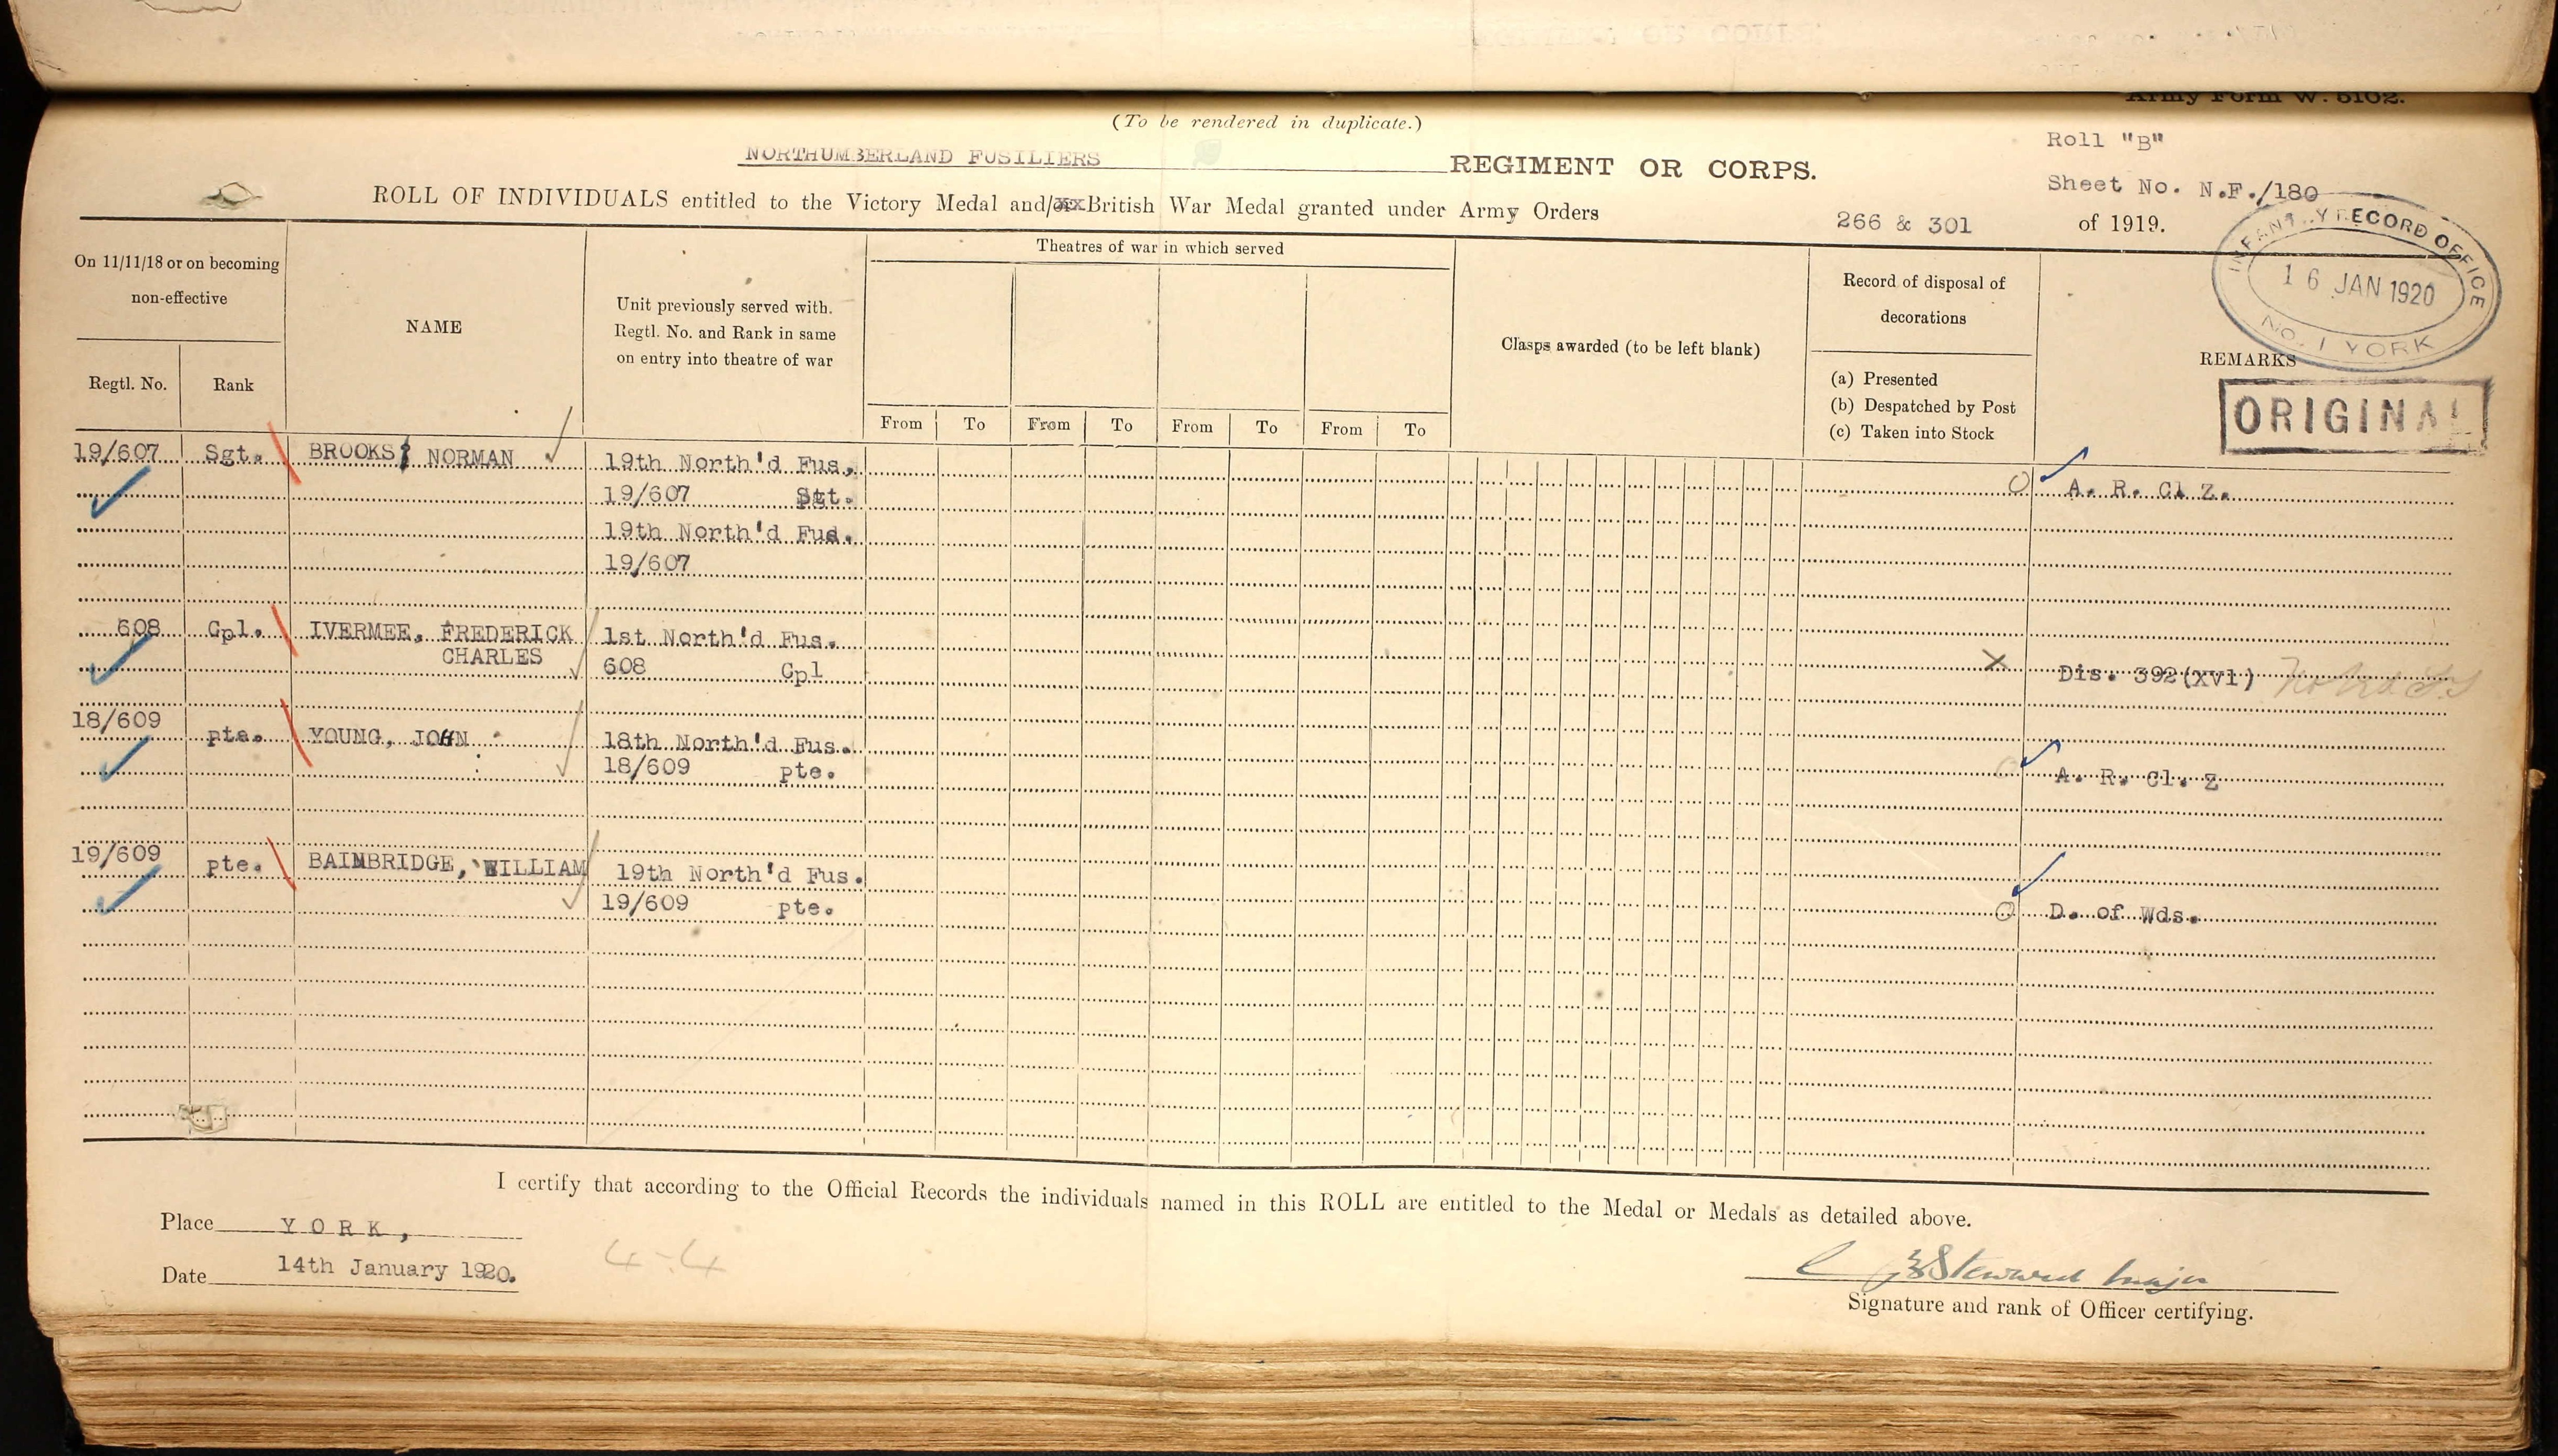 Army Form W. 5102.
(To be rendered in duplicate.)
Roll "B"
NORTHUMBERLAND FUSILIERS REGIMENT OR CORPS.
Sheet No. N.F./180
ROLL OF INDIVIDUALS entitled to the Victory Medal and/or British War Medal granted under Army Orders 266 & 301 of 1919.
INFANTRY RECORD OFFICE
16 JAN 1920
No. 1 YORK
On 11/11/18 or on becoming
non-effective
Regtl. No.
Rank
NAME
Unit previously served with.
Regtl. No. and Rank in same
on entry into theatre of war
Theatres of war in which served
From To From To From To From To
Clasps awarded (to be left blank)
Record of disposal of
decorations
(a) Presented
(b) Despatched by Post
(c) Taken into Stock
REMARKS
ORIGINAL
19/607 Sgt. BROOKS, NORMAN 19th North'd Fus.
19/607 Sgt. A. R. Cl Z.
19th North'd Fus.
19/607
608 Cpl. IVERMEE, FREDERICK 1st North'd Fus.
CHARLES 608 Cpl X Dis. 392(xvi)
18/609 pte. YOUNG, JOHN 18th North'd Fus.
18/609 pte. A. R. Cl. Z
19/609 pte. BAINBRIDGE, WILLIAM 19th North'd Fus.
19/609 pte. D. of Wds.
I certify that according to the Official Records the individuals named in this ROLL are entitled to the Medal or Medals as detailed above.
Place YORK,
Date 14th January 1920.
4-4
Steward Major
Signature and rank of Officer certifying.